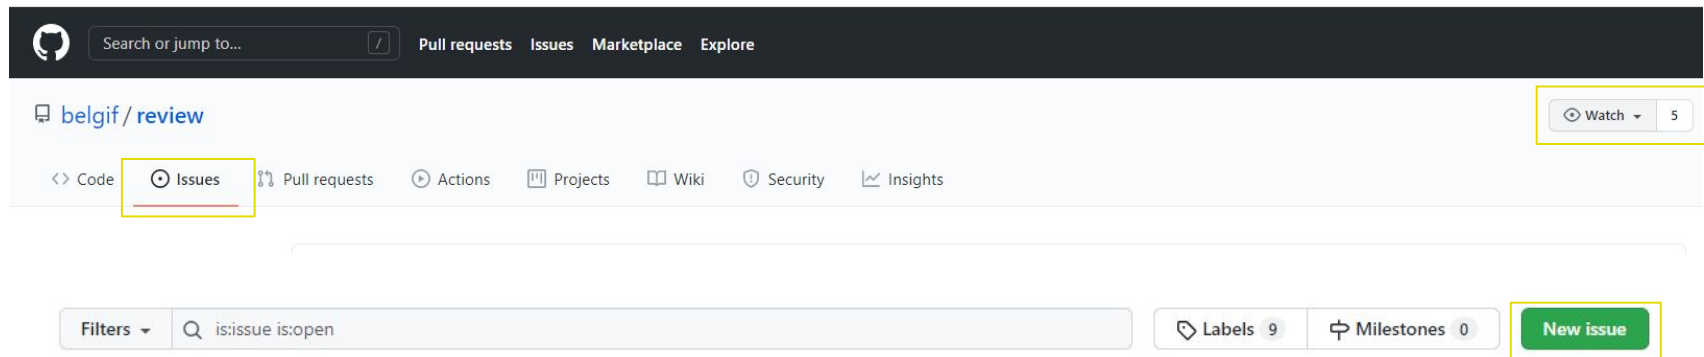 Search or jump to... / Pull requests Issues Marketplace Explore
belgif / review Watch 5
Code Issues Pull requests Actions Projects Wiki Security Insights
Filters is:issue is:open Labels 9 Milestones 0 New issue